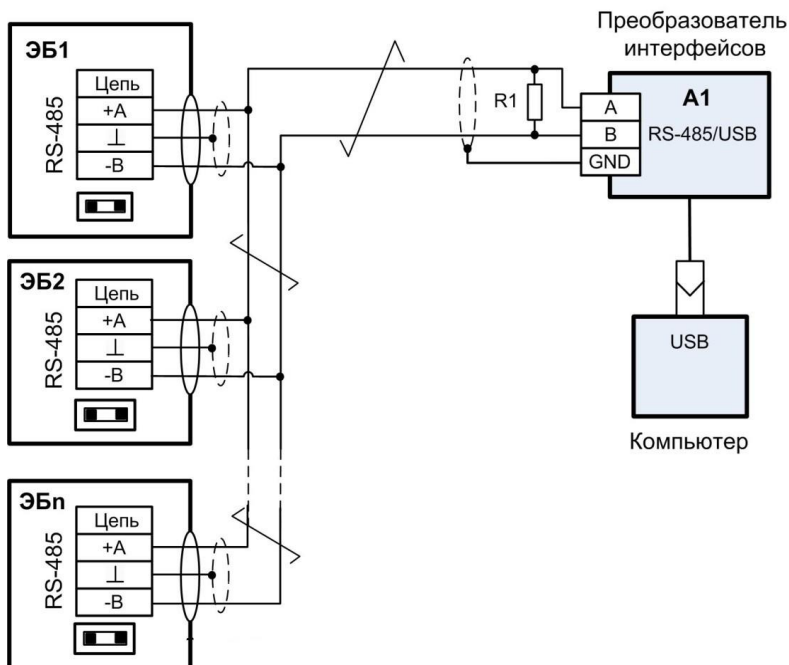 Преобразователь
интерфейсов
ЭБ1
RS-485
Цепь
+A
⊥
-B
R1
A
B
GND
A1
RS-485/USB
ЭБ2
RS-485
Цепь
+A
⊥
-B
USB
Компьютер
ЭБn
RS-485
Цепь
+A
⊥
-B